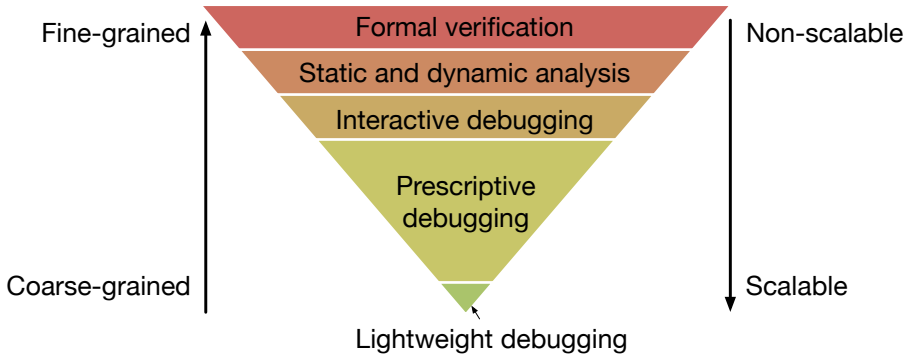 Fine-grained
Formal verification
Non-scalable
Static and dynamic analysis
Interactive debugging
Prescriptive
debugging
Coarse-grained
Scalable
Lightweight debugging